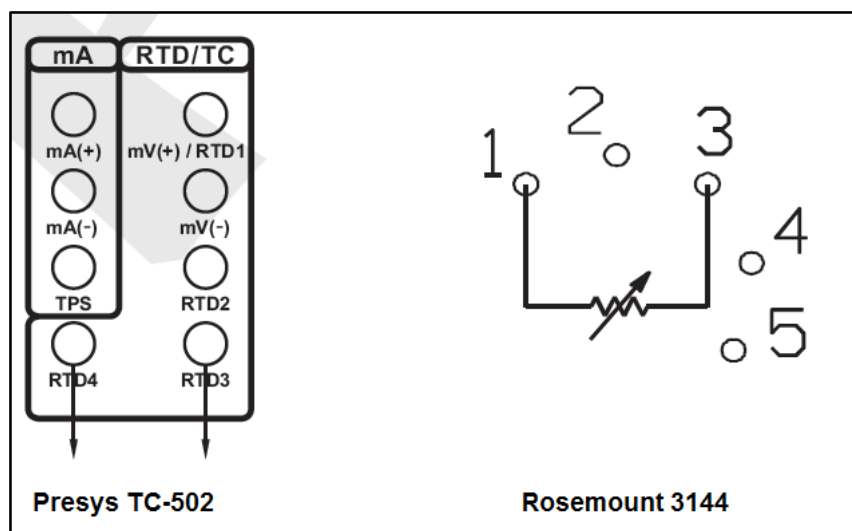 mA RTD/TC
mA(+) mV(+) / RTD1
mA(-) mV(-)
TPS RTD2
RTD4 RTD3
Presys TC-502
1 2 3
4
5
Rosemount 3144